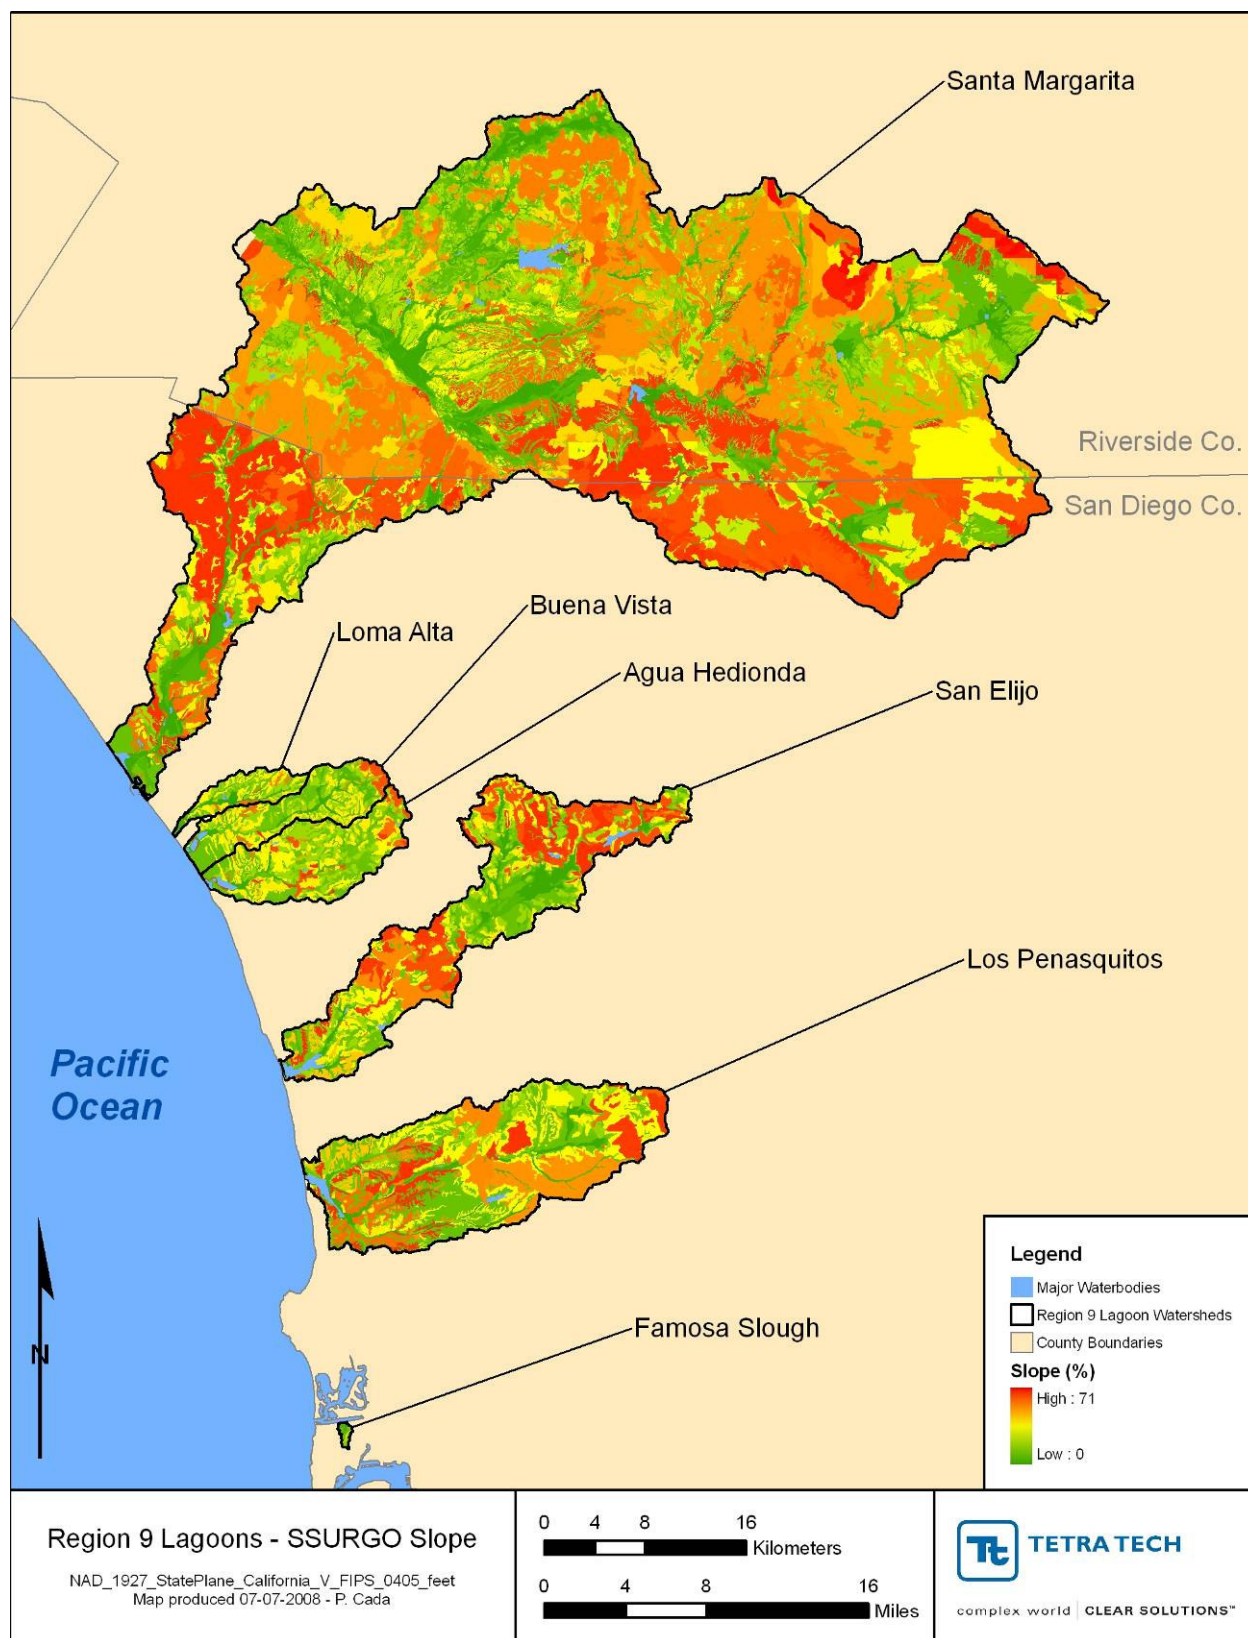 Santa Margarita
Riverside Co.
San Diego Co.
Buena Vista
Loma Alta
Agua Hedionda
San Elijo
Los Penasquitos
Pacific
Ocean
Famosa Slough
N
Legend
Major Waterbodies
Region 9 Lagoon Watersheds
County Boundaries
Slope (%)
High : 71
Low : 0
Region 9 Lagoons - SSURGO Slope
NAD_1927_StatePlane_California_V_FIPS_0405_feet
Map produced 07-07-2008 - P. Cada
0 4 8 16
Kilometers
0 4 8 16
Miles
Tt TETRA TECH
complex world | CLEAR SOLUTIONS™